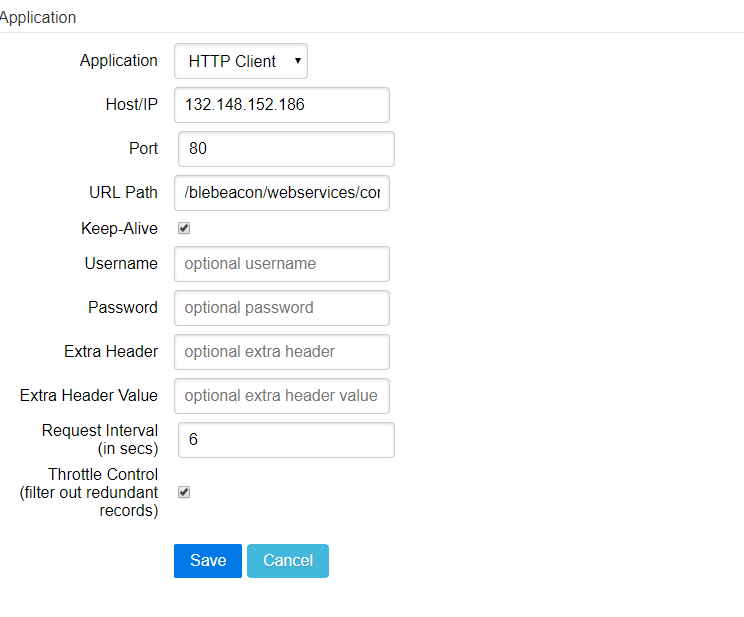 Application
Application HTTP Client
Host/IP 132.148.152.186
Port 80
URL Path /blebeacon/webservices/cor
Keep-Alive
Username optional username
Password optional password
Extra Header optional extra header
Extra Header Value optional extra header value
Request Interval
(in secs) 6
Throttle Control
(filter out redundant
records)
Save Cancel